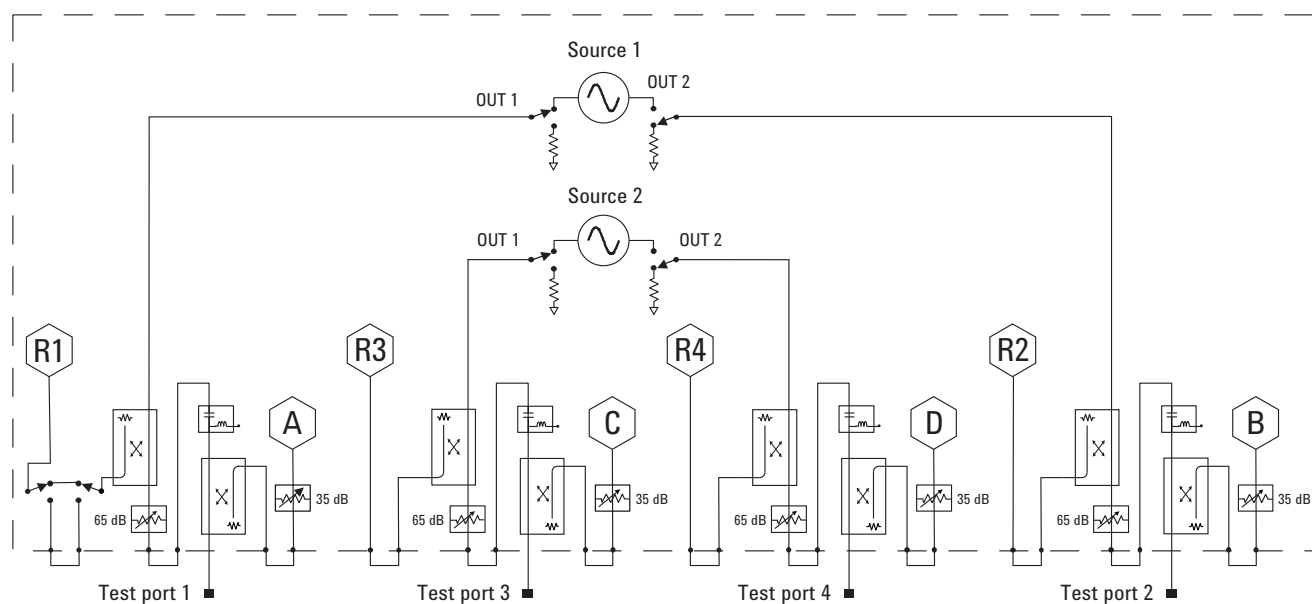 Source 1
OUT 1
OUT 2
Source 2
OUT 1
OUT 2
R1
R3
R4
R2
A
C
D
B
35 dB
35 dB
35 dB
35 dB
65 dB
65 dB
65 dB
65 dB
Test port 1
Test port 3
Test port 4
Test port 2